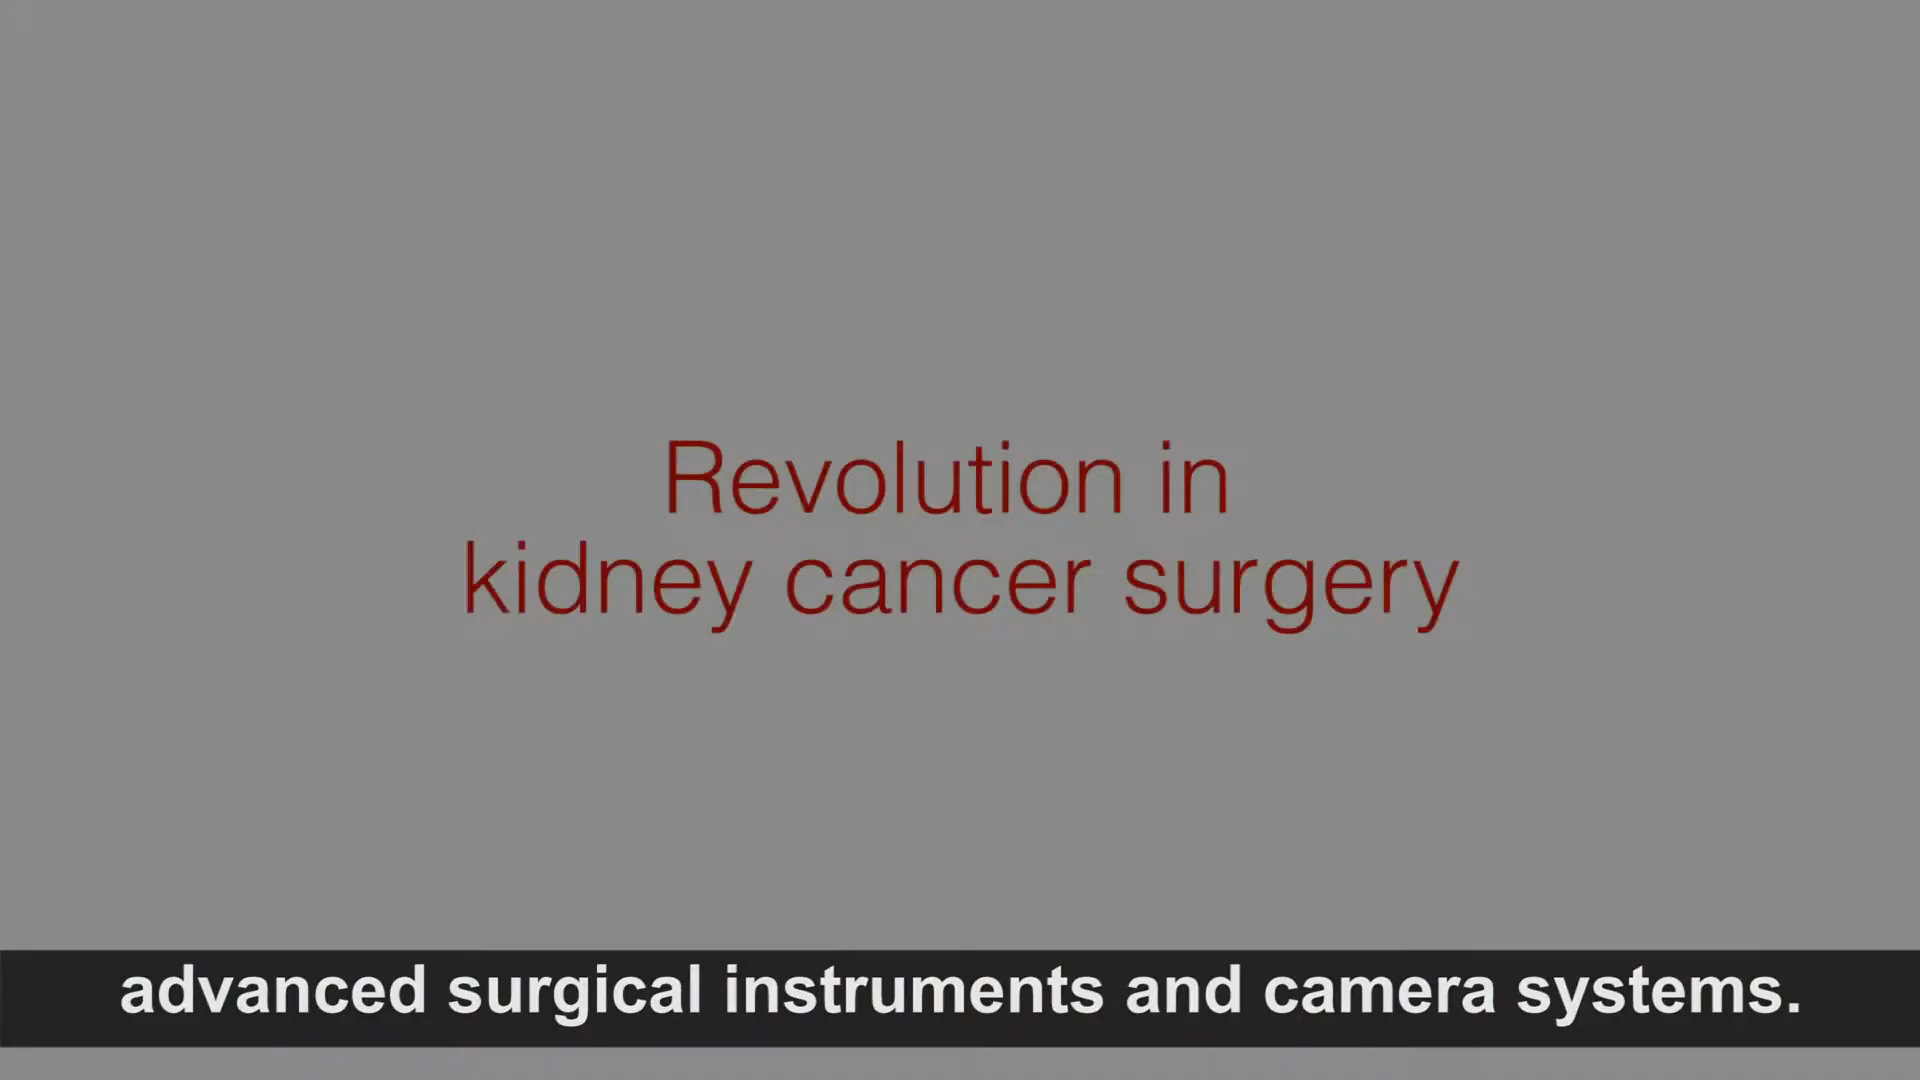 Revolution in
kidney cancer surgery
advanced surgical instruments and camera systems.